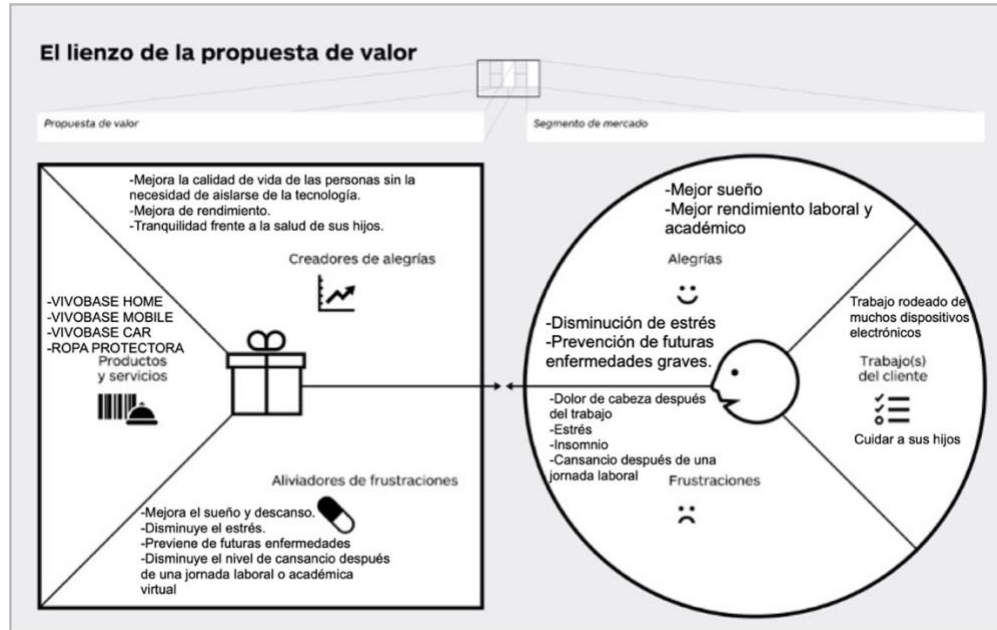 El lienzo de la propuesta de valor
Propuesta de valor
Segmento de mercado
-Mejora la calidad de vida de las personas sin la
necesidad de aislarse de la tecnología.
-Mejora de rendimiento.
-Tranquilidad frente a la salud de sus hijos.
Creadores de alegrías
-VIVOBASE HOME
-VIVOBASE MOBILE
-VIVOBASE CAR
-ROPA PROTECTORA
Productos
y servicios
Aliviadores de frustraciones
-Mejora el sueño y descanso.
-Disminuye el estrés.
-Previene de futuras enfermedades
-Disminuye el nivel de cansancio después
de una jornada laboral o académica
virtual
-Mejor sueño
-Mejor rendimiento laboral y
académico
Alegrías
-Disminución de estrés
-Prevención de futuras
enfermedades graves.
-Dolor de cabeza después
del trabajo
-Estrés
-Insomnio
-Cansancio después de una
jornada laboral
Frustraciones
Trabajo rodeado de
muchos dispositivos
electrónicos
Trabajo(s)
del cliente
Cuidar a sus hijos